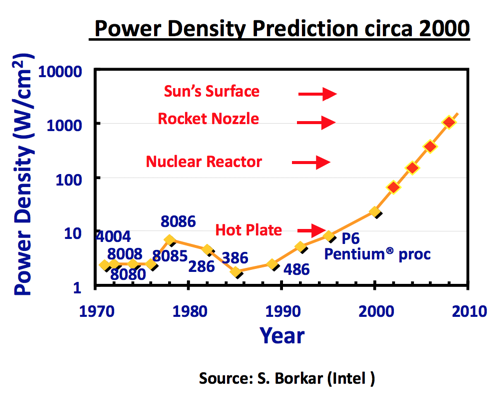 Power Density Prediction circa 2000
Power Density (W/cm2)
10000
1000
100
10
1
Sun's Surface
Rocket Nozzle
Nuclear Reactor
Hot Plate
4004
8008
8080
8085
8086
286
386
486
P6
Pentium® proc
1970
1980
1990
2000
2010
Year
Source: S. Borkar (Intel )